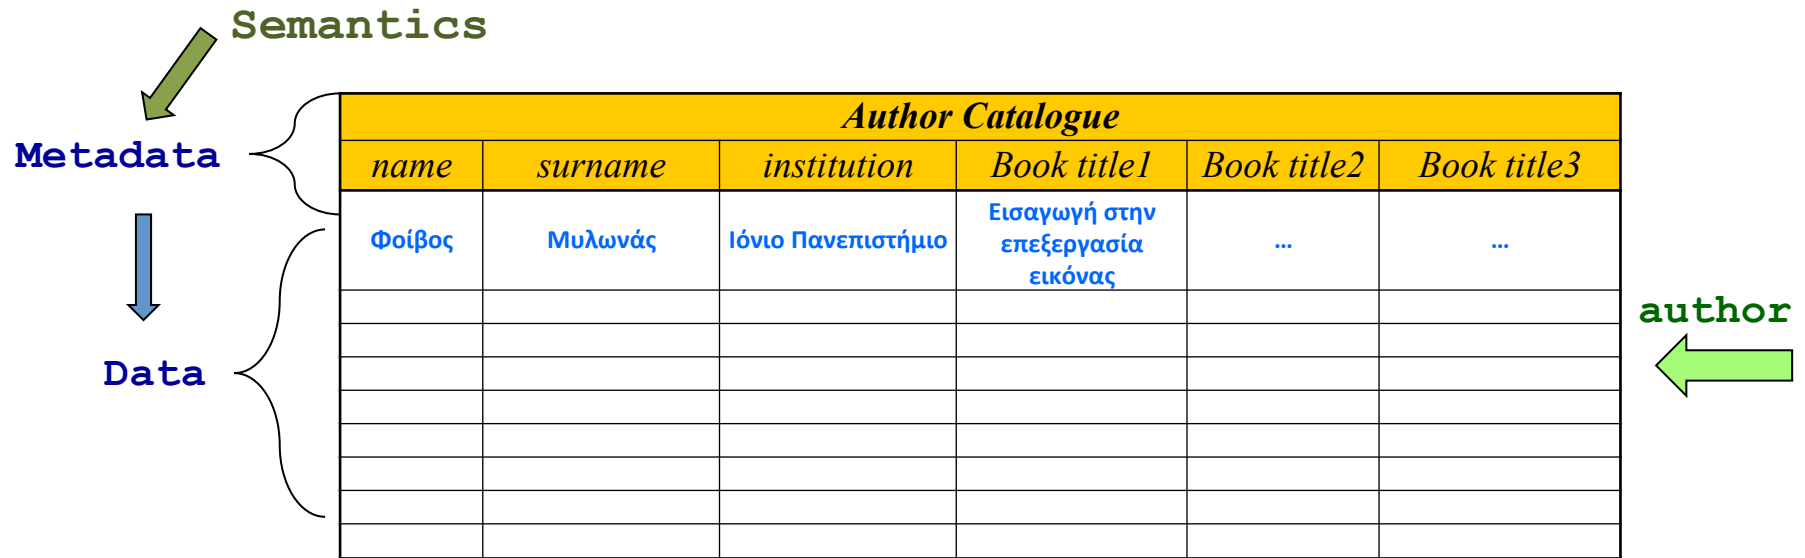 Semantics
Author Catalogue
Metadata
name surname institution Book title1 Book title2 Book title3
Φοίβος Μυλωνάς Ιόνιο Πανεπιστήμιο Εισαγωγή στην
επεξεργασία
εικόνας ... ...
author
Data